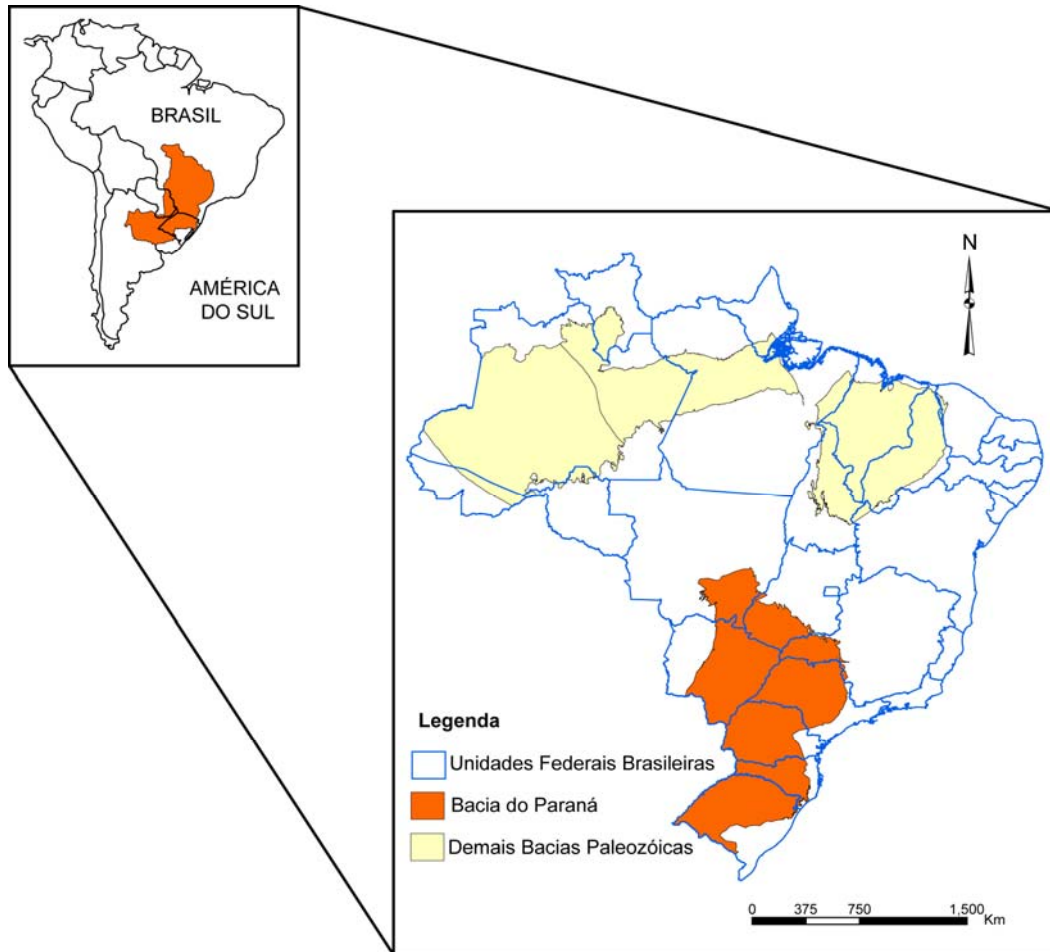 BRASIL
AMÉRICA
DO SUL
N
Legenda
Unidades Federais Brasileiras
Bacia do Paraná
Demais Bacias Paleozóicas
0 375 750 1,500
Km